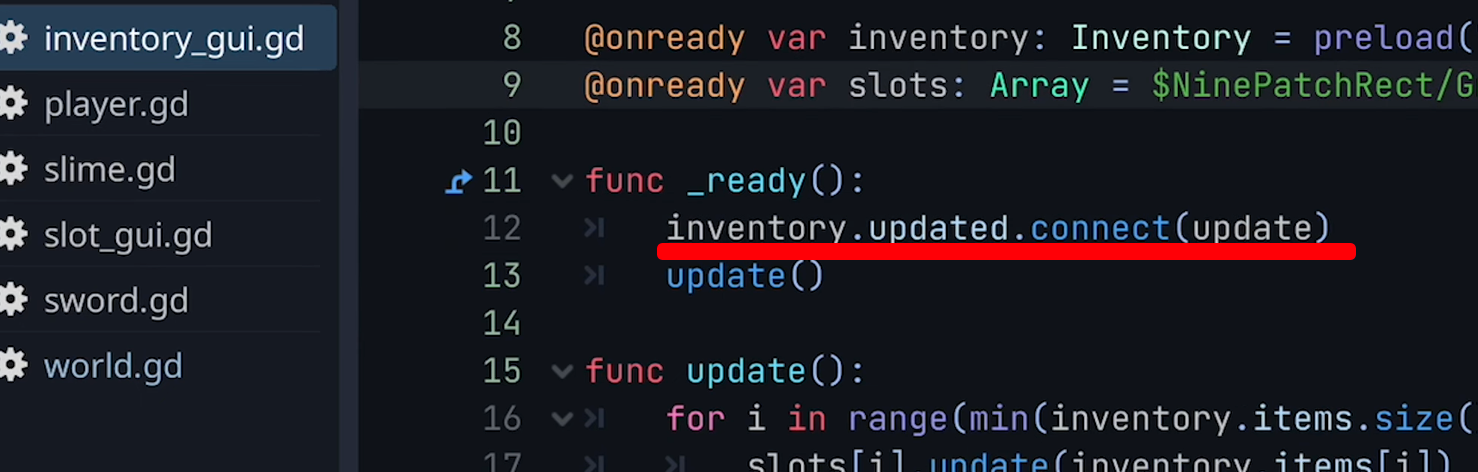 inventory_gui.gd
player.gd
slime.gd
slot_gui.gd
sword.gd
world.gd
8 @onready var inventory: Inventory = preload(
9 @onready var slots: Array = $NinePatchRect/G
10
11 func _ready():
12 inventory.updated.connect(update)
13 update()
14
15 func update():
16 for i in range(min(inventory.items.size(
17 slots[i].update(inventory.items[i])